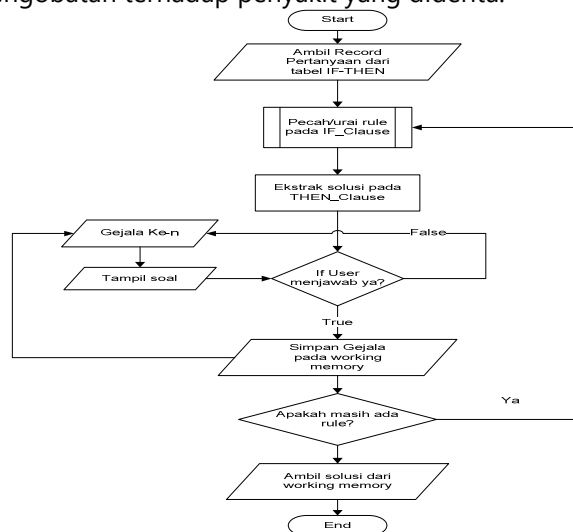 ngobatan terhadap penyakit yang diderita.
Start
Ambil Record
Pertanyaan dari
tabel IF-THEN
Pecah/urai rule
pada IF_Clause
Ekstrak solusi pada
THEN_Clause
Gejala Ke-n
False
Tampil soal
If User
menjawab ya?
True
Simpan Gejala
pada working
memory
Ya
Apakah masih ada
rule?
Ambil solusi dari
working memory
End